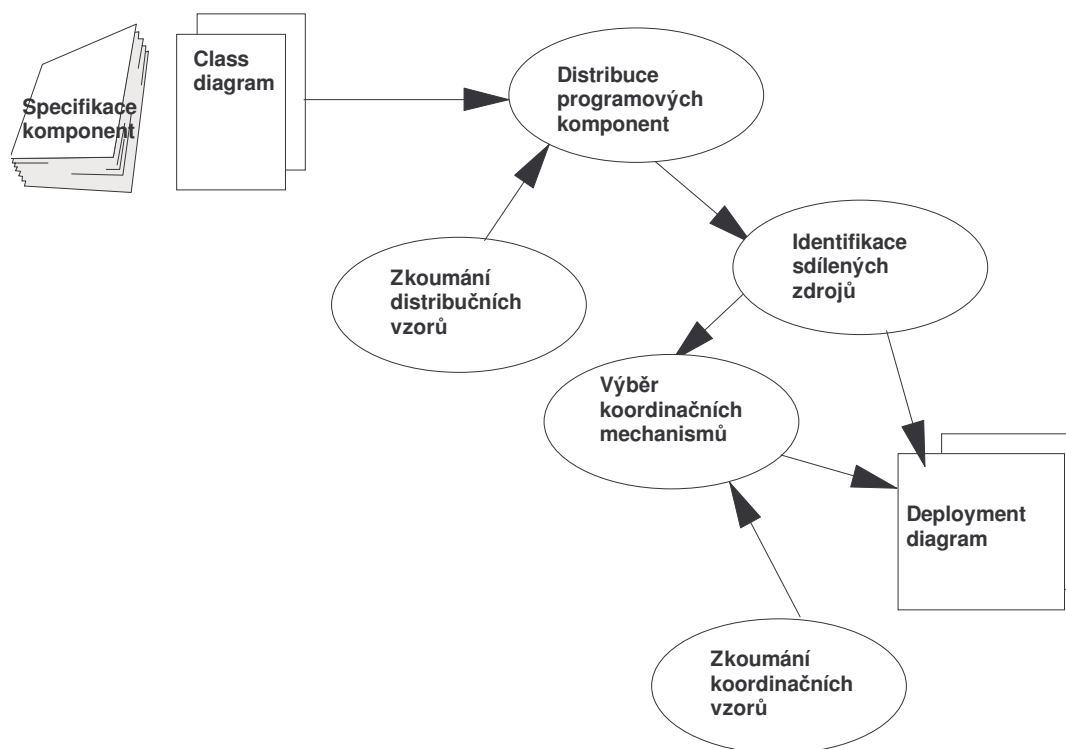 Specifikace
komponent
Class
diagram
Distribuce
programových
komponent
Zkoumání
distribučních
vzorů
Identifikace
sdílených
zdrojů
Výběr
koordinačních
mechanismů
Deployment
diagram
Zkoumání
koordinačních
vzorů